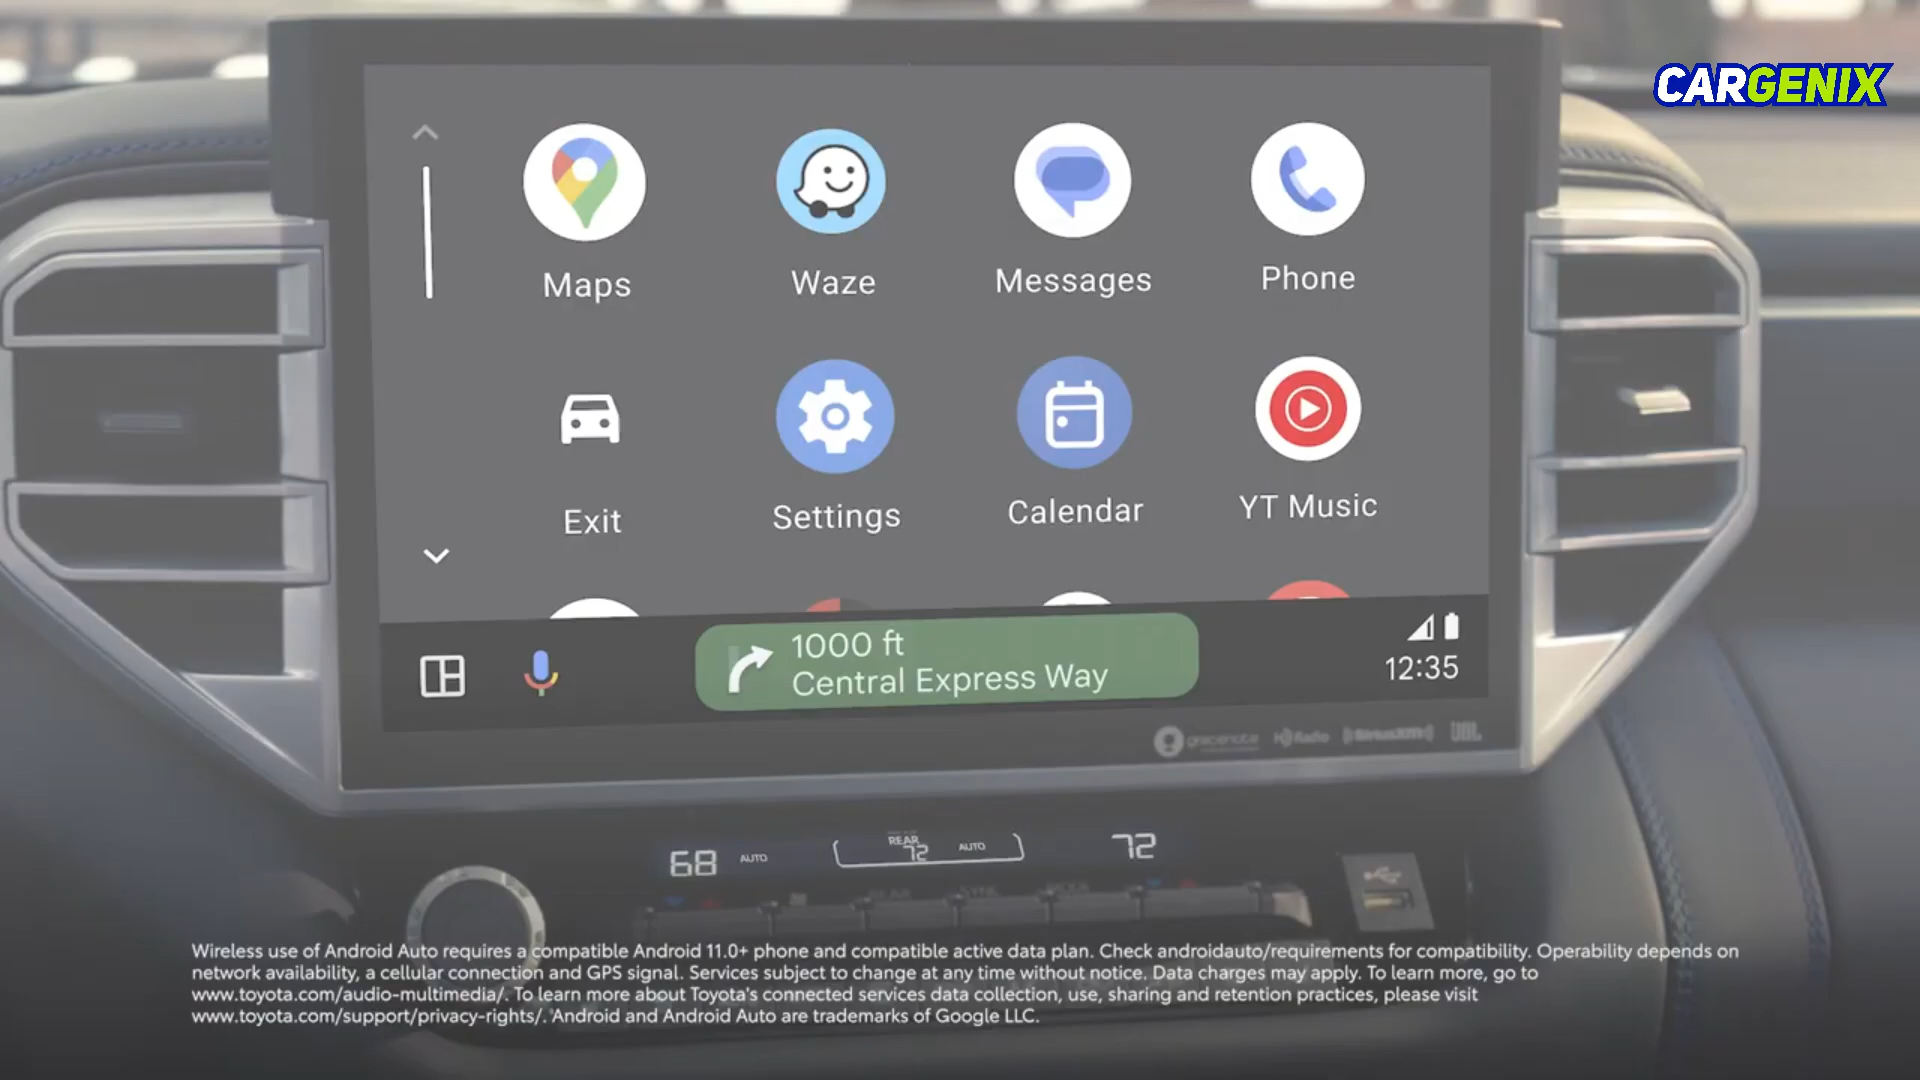 CARGENIX
Maps
Waze
Messages
Phone
Exit
Settings
Calendar
YT Music
1000 ft
Central Express Way
12:35
gracenote
HD Radio
SiriusXM
JBL
68 AUTO
REAR
72
AUTO
72
Wireless use of Android Auto requires a compatible Android 11.0+ phone and compatible active data plan. Check androidauto/requirements for compatibility. Operability depends on
network availability, a cellular connection and GPS signal. Services subject to change at any time without notice. Data charges may apply. To learn more, go to
www.toyota.com/audio-multimedia/. To learn more about Toyota's connected services data collection, use, sharing and retention practices, please visit
www.toyota.com/support/privacy-rights/. Android and Android Auto are trademarks of Google LLC.